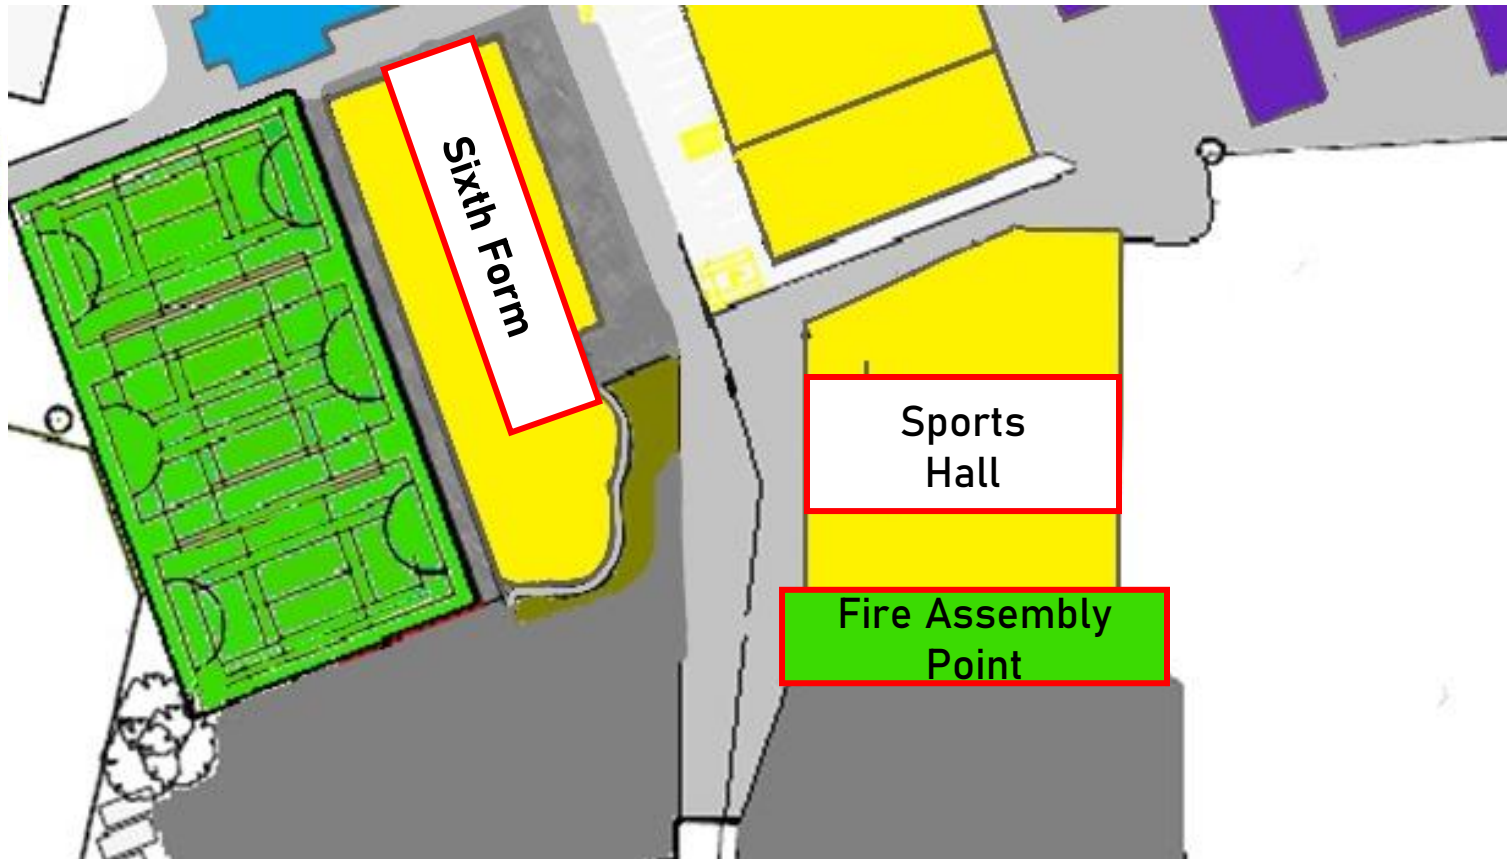 Sixth Form
Sports
Hall
Fire Assembly
Point